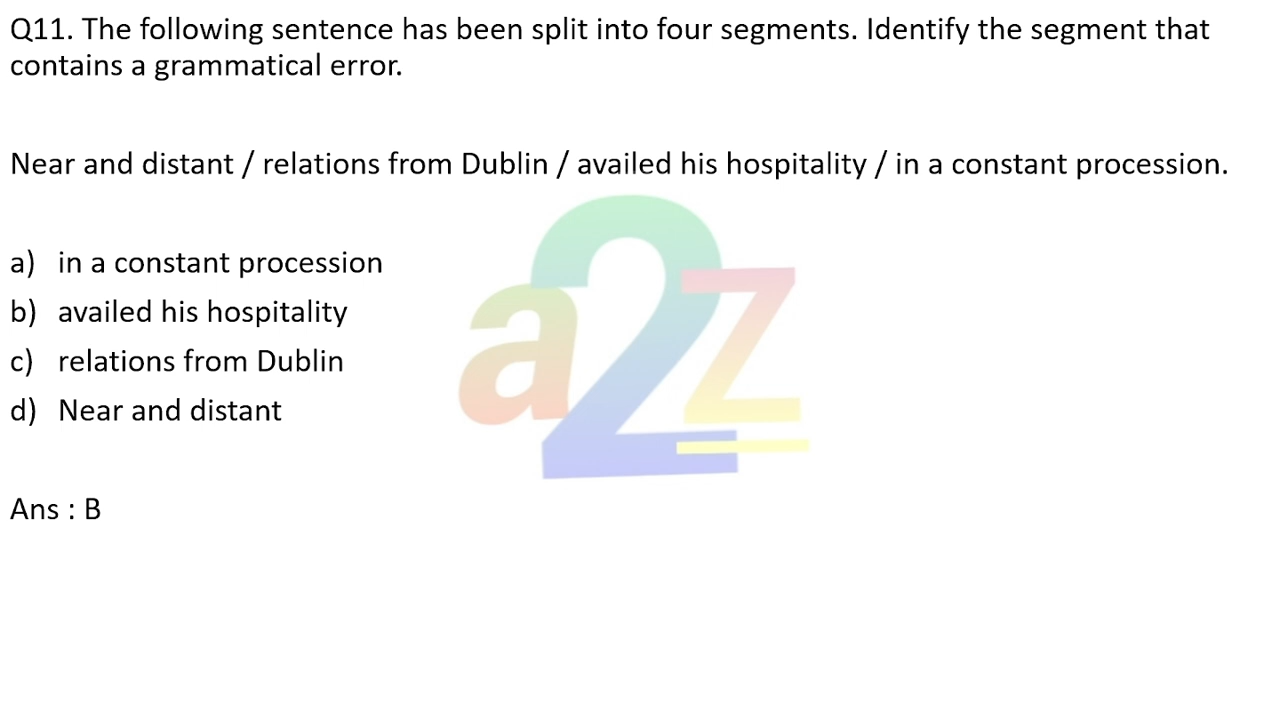 Q11. The following sentence has been split into four segments. Identify the segment that
contains a grammatical error.
Near and distant / relations from Dublin / availed his hospitality / in a constant procession.
a) in a constant procession
b) availed his hospitality
c) relations from Dublin
d) Near and distant
a2z
Ans : B